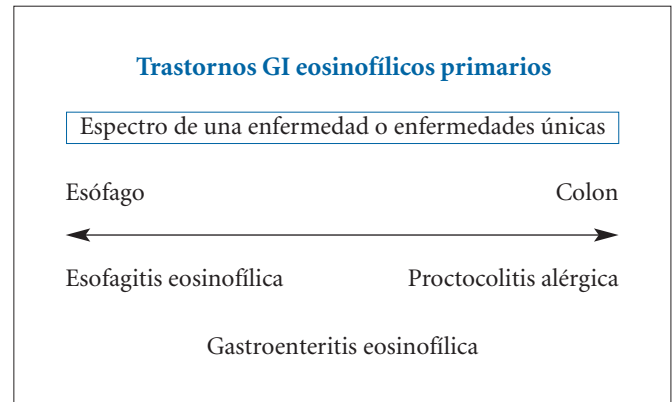 Trastornos GI eosinofílicos primarios
Espectro de una enfermedad o enfermedades únicas
Esófago Colon
Esofagitis eosinofílica Proctocolitis alérgica
Gastroenteritis eosinofílica